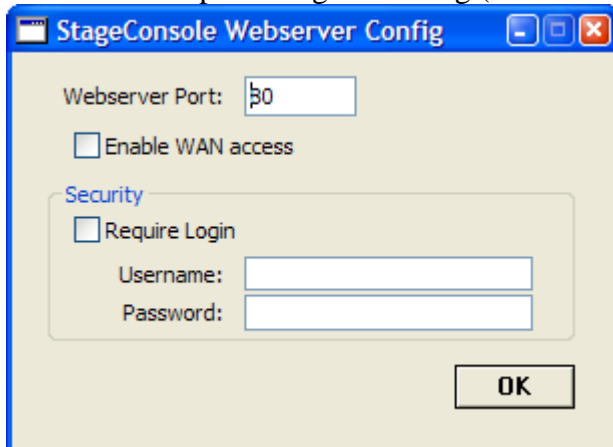 StageConsole Webserver Config
Webserver Port: 80
Enable WAN access
Security
Require Login
Username:
Password:
OK